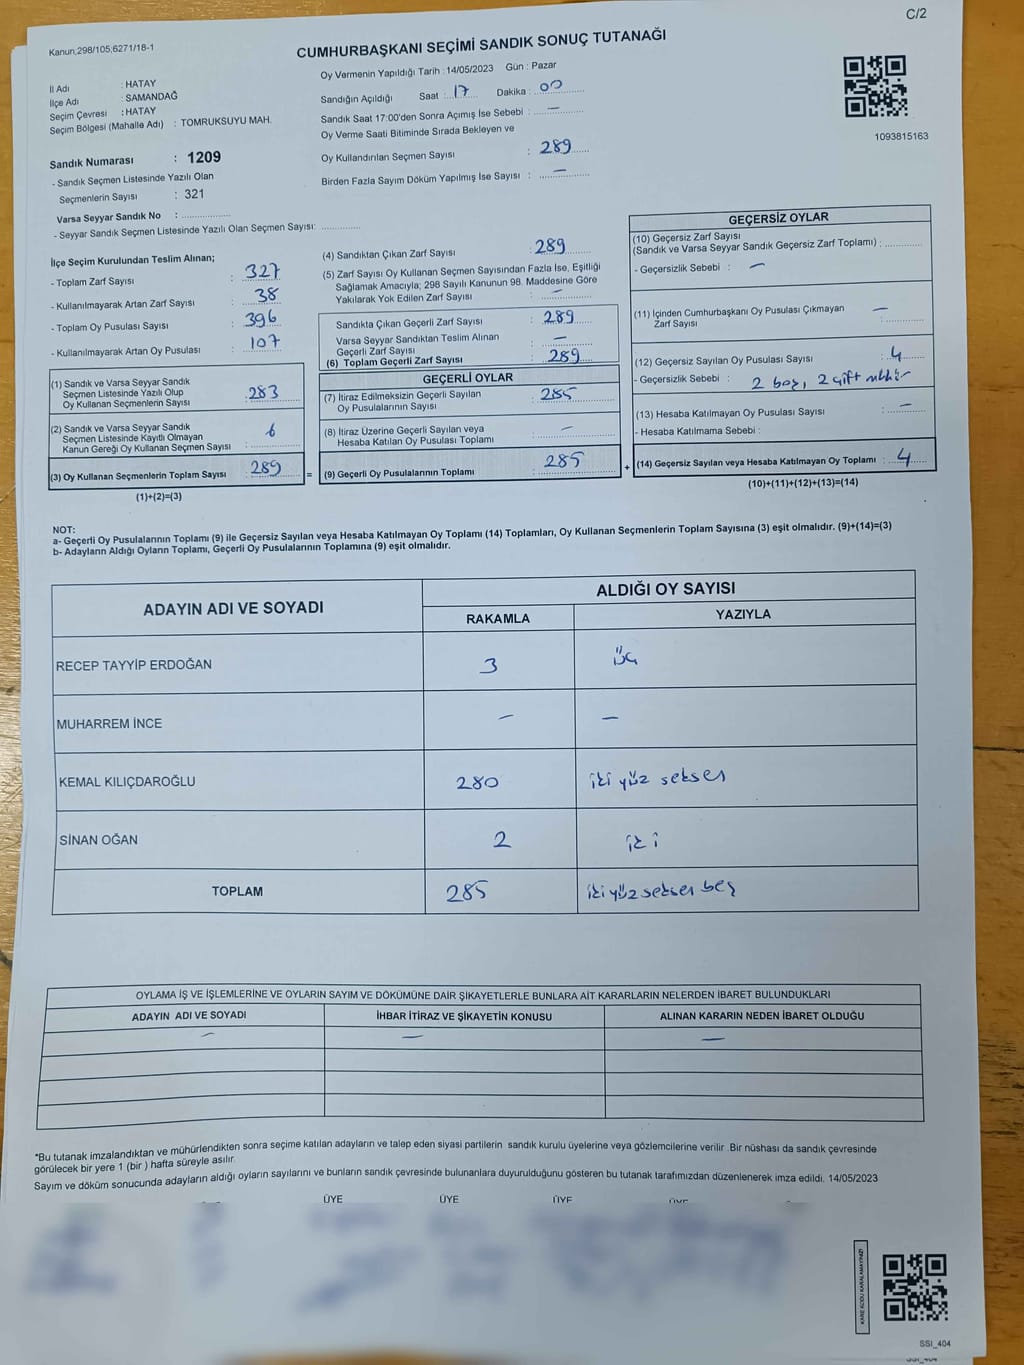 C/2
Kanun,298/105,6271/18-1
CUMHURBAŞKANI SEÇİMİ SANDIK SONUÇ TUTANAĞI
İl Adı : HATAY
İlçe Adı : SAMANDAĞ
Seçim Çevresi : HATAY
Seçim Bölgesi (Mahalle Adı) : TOMRUKSUYU MAH.
Sandık Numarası : 1209
- Sandık Seçmen Listesinde Yazılı Olan
Seçmenlerin Sayısı : 321
Varsa Seyyar Sandık No :
- Seyyar Sandık Seçmen Listesinde Yazılı Olan Seçmen Sayısı:
Oy Vermenin Yapıldığı Tarih : 14/05/2023 Gün : Pazar
Sandığın Açıldığı Saat : 17 Dakika : 00
Sandık Saat 17:00'den Sonra Açımış İse Sebebi : —
Oy Verme Saati Bitiminde Sırada Bekleyen ve
Oy Kullandırılan Seçmen Sayısı : 289
Birden Fazla Sayım Döküm Yapılmış İse Sayısı : —
1093815163
İlçe Seçim Kurulundan Teslim Alınan;
- Toplam Zarf Sayısı : 327
- Kullanılmayarak Artan Zarf Sayısı : 38
- Toplam Oy Pusulası Sayısı : 396
- Kullanılmayarak Artan Oy Pusulası : 107
(1) Sandık ve Varsa Seyyar Sandık
Seçmen Listesinde Yazılı Olup
Oy Kullanan Seçmenlerin Sayısı : 283
(2) Sandık ve Varsa Seyyar Sandık
Seçmen Listesinde Kayıtlı Olmayan
Kanun Gereği Oy Kullanan Seçmen Sayısı : 6
(3) Oy Kullanan Seçmenlerin Toplam Sayısı : 289 =
(1)+(2)=(3)
(4) Sandıktan Çıkan Zarf Sayısı : 289
(5) Zarf Sayısı Oy Kullanan Seçmen Sayısından Fazla İse, Eşitliği
Sağlamak Amacıyla; 298 Sayılı Kanunun 98. Maddesine Göre
Yakılarak Yok Edilen Zarf Sayısı : —
Sandıkta Çıkan Geçerli Zarf Sayısı : 289
Varsa Seyyar Sandıktan Teslim Alınan
Geçerli Zarf Sayısı : —
(6) Toplam Geçerli Zarf Sayısı : 289
GEÇERLİ OYLAR
(7) İtiraz Edilmeksizin Geçerli Sayılan
Oy Pusulalarının Sayısı : 285
(8) İtiraz Üzerine Geçerli Sayılan veya
Hesaba Katılan Oy Pusulası Toplamı : —
(9) Geçerli Oy Pusulalarının Toplamı : 285 +
GEÇERSİZ OYLAR
(10) Geçersiz Zarf Sayısı
(Sandık ve Varsa Seyyar Sandık Geçersiz Zarf Toplamı) :
- Geçersizlik Sebebi : —
(11) İçinden Cumhurbaşkanı Oy Pusulası Çıkmayan
Zarf Sayısı : —
(12) Geçersiz Sayılan Oy Pusulası Sayısı : 4
- Geçersizlik Sebebi : 2 boş, 2 çift mühür
(13) Hesaba Katılmayan Oy Pusulası Sayısı : —
- Hesaba Katılmama Sebebi :
(14) Geçersiz Sayılan veya Hesaba Katılmayan Oy Toplamı : 4
(10)+(11)+(12)+(13)=(14)
NOT:
a- Geçerli Oy Pusulalarının Toplamı (9) ile Geçersiz Sayılan veya Hesaba Katılmayan Oy Toplamı (14) Toplamları, Oy Kullanan Seçmenlerin Toplam Sayısına (3) eşit olmalıdır. (9)+(14)=(3)
b- Adayların Aldığı Oyların Toplamı, Geçerli Oy Pusulalarının Toplamına (9) eşit olmalıdır.
ADAYIN ADI VE SOYADI
ALDIĞI OY SAYISI
RAKAMLA YAZIYLA
RECEP TAYYİP ERDOĞAN 3 üç
MUHARREM İNCE — —
KEMAL KILIÇDAROĞLU 280 iki yüz seksen
SİNAN OĞAN 2 iki
TOPLAM 285 iki yüz seksen beş
OYLAMA İŞ VE İŞLEMLERİNE VE OYLARIN SAYIM VE DÖKÜMÜNE DAİR ŞİKAYETLERLE BUNLARA AİT KARARLARIN NELERDEN İBARET BULUNDUKLARI
ADAYIN ADI VE SOYADI İHBAR İTİRAZ VE ŞİKAYETİN KONUSU ALINAN KARARIN NEDEN İBARET OLDUĞU
— — —
*Bu tutanak imzalandıktan ve mühürlendikten sonra seçime katılan adayların ve talep eden siyasi partilerin sandık kurulu üyelerine veya gözlemcilerine verilir .Bir nüshası da sandık çevresinde
görülecek bir yere 1 (bir ) hafta süreyle asılır.
Sayım ve döküm sonucunda adayların aldığı oyların sayılarını ve bunların sandık çevresinde bulunanlara duyurulduğunu gösteren bu tutanak tarafımızdan düzenlenerek imza edildi. 14/05/2023
ÜYE ÜYE ÜYE ÜYE
KARE KODU KARALAMAYINIZ!
SSI_404